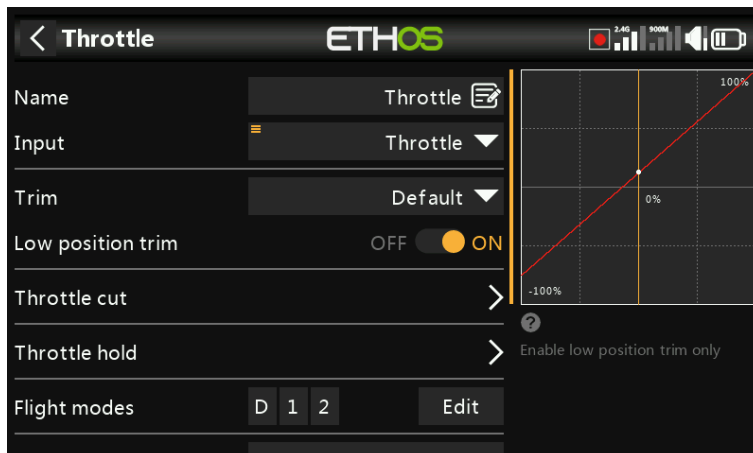 Throttle ETHOS 2.4G 900M
Name Throttle
Input Throttle
Trim Default
Low position trim OFF ON
Throttle cut
Throttle hold
Flight modes D 1 2 Edit
100%
0%
-100%
?
Enable low position trim only